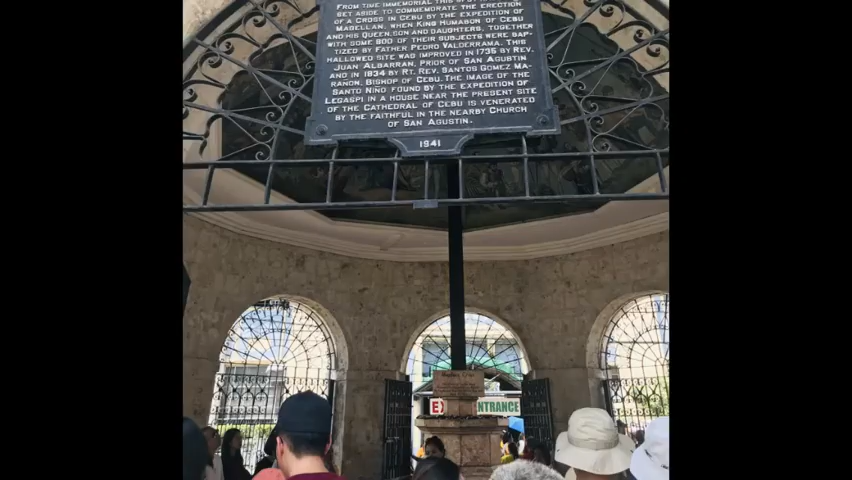 FROM TIME IMMEMORIAL THIS
SET ASIDE TO COMMEMORATE THE ERECTION
OF A CROSS IN CEBU BY THE EXPEDITION OF
MAGELLAN. WHEN KING HUMABON OF CEBU
AND HIS QUEEN, SON AND DAUGHTERS, TOGETHER
WITH SOME 800 OF THEIR SUBJECTS WERE BAP-
TIZED BY FATHER PEDRO VALDERRAMA. THIS
HALLOWED SITE WAS IMPROVED IN 1735 BY REV.
JUAN ALBARRAN, PRIOR OF SAN AGUSTIN
AND IN 1834 BY RT. REV. SANTOS GOMEZ MA-
RAÑON, BISHOP OF CEBU. THE IMAGE OF THE
SANTO NIÑO FOUND BY THE EXPEDITION OF
LEGASPI IN A HOUSE NEAR THE PRESENT SITE
OF THE CATHEDRAL OF CEBU IS VENERATED
BY THE FAITHFUL IN THE NEARBY CHURCH
OF SAN AGUSTIN.
1941
EX
NTRANCE